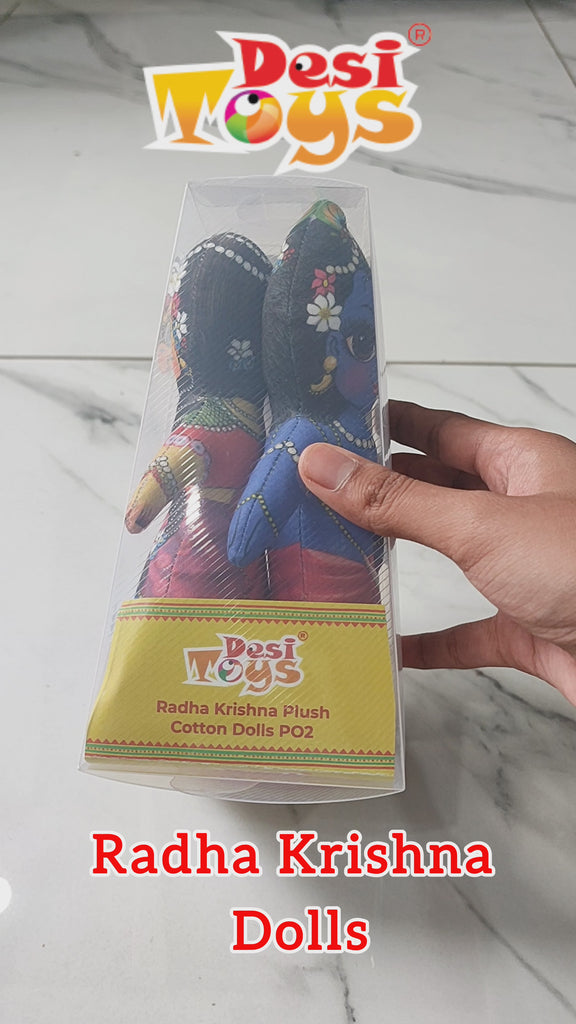 Desi ®
Toys
Desi ®
Toys
Radha Krishna Plush
Cotton Dolls PO2
Radha Krishna
Dolls